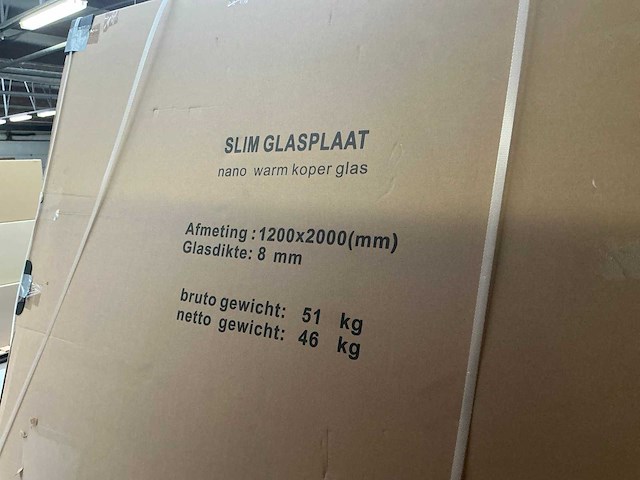 SLIM GLASPLAAT
nano warm koper glas
Afmeting : 1200x2000(mm)
Glasdikte: 8 mm
bruto gewicht: 51 kg
netto gewicht: 46 kg